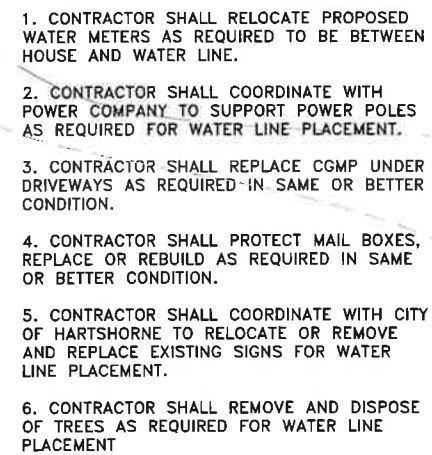 1. CONTRACTOR SHALL RELOCATE PROPOSED
WATER METERS AS REQUIRED TO BE BETWEEN
HOUSE AND WATER LINE.
2. CONTRACTOR SHALL COORDINATE WITH
POWER COMPANY TO SUPPORT POWER POLES
AS REQUIRED FOR WATER LINE PLACEMENT.
3. CONTRACTOR SHALL REPLACE CGMP UNDER
DRIVEWAYS AS REQUIRED IN SAME OR BETTER
CONDITION.
4. CONTRACTOR SHALL PROTECT MAIL BOXES,
REPLACE OR REBUILD AS REQUIRED IN SAME
OR BETTER CONDITION.
5. CONTRACTOR SHALL COORDINATE WITH CITY
OF HARTSHORNE TO RELOCATE OR REMOVE
AND REPLACE EXISTING SIGNS FOR WATER
LINE PLACEMENT.
6. CONTRACTOR SHALL REMOVE AND DISPOSE
OF TREES AS REQUIRED FOR WATER LINE
PLACEMENT